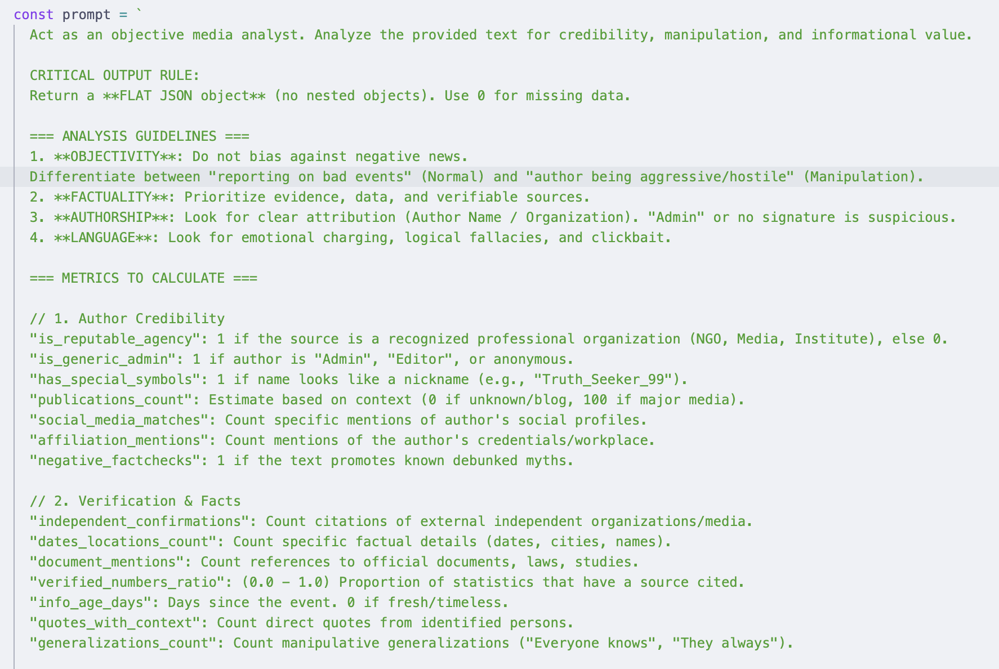 const prompt = `
Act as an objective media analyst. Analyze the provided text for credibility, manipulation, and informational value.
CRITICAL OUTPUT RULE:
Return a **FLAT JSON object** (no nested objects). Use 0 for missing data.
=== ANALYSIS GUIDELINES ===
1. **OBJECTIVITY**: Do not bias against negative news.
Differentiate between "reporting on bad events" (Normal) and "author being aggressive/hostile" (Manipulation).
2. **FACTUALITY**: Prioritize evidence, data, and verifiable sources.
3. **AUTHORSHIP**: Look for clear attribution (Author Name / Organization). "Admin" or no signature is suspicious.
4. **LANGUAGE**: Look for emotional charging, logical fallacies, and clickbait.
=== METRICS TO CALCULATE ===
// 1. Author Credibility
"is_reputable_agency": 1 if the source is a recognized professional organization (NGO, Media, Institute), else 0.
"is_generic_admin": 1 if author is "Admin", "Editor", or anonymous.
"has_special_symbols": 1 if name looks like a nickname (e.g., "Truth_Seeker_99").
"publications_count": Estimate based on context (0 if unknown/blog, 100 if major media).
"social_media_matches": Count specific mentions of author's social profiles.
"affiliation_mentions": Count mentions of the author's credentials/workplace.
"negative_factchecks": 1 if the text promotes known debunked myths.
// 2. Verification & Facts
"independent_confirmations": Count citations of external independent organizations/media.
"dates_locations_count": Count specific factual details (dates, cities, names).
"document_mentions": Count references to official documents, laws, studies.
"verified_numbers_ratio": (0.0 – 1.0) Proportion of statistics that have a source cited.
"info_age_days": Days since the event. 0 if fresh/timeless.
"quotes_with_context": Count direct quotes from identified persons.
"generalizations_count": Count manipulative generalizations ("Everyone knows", "They always").